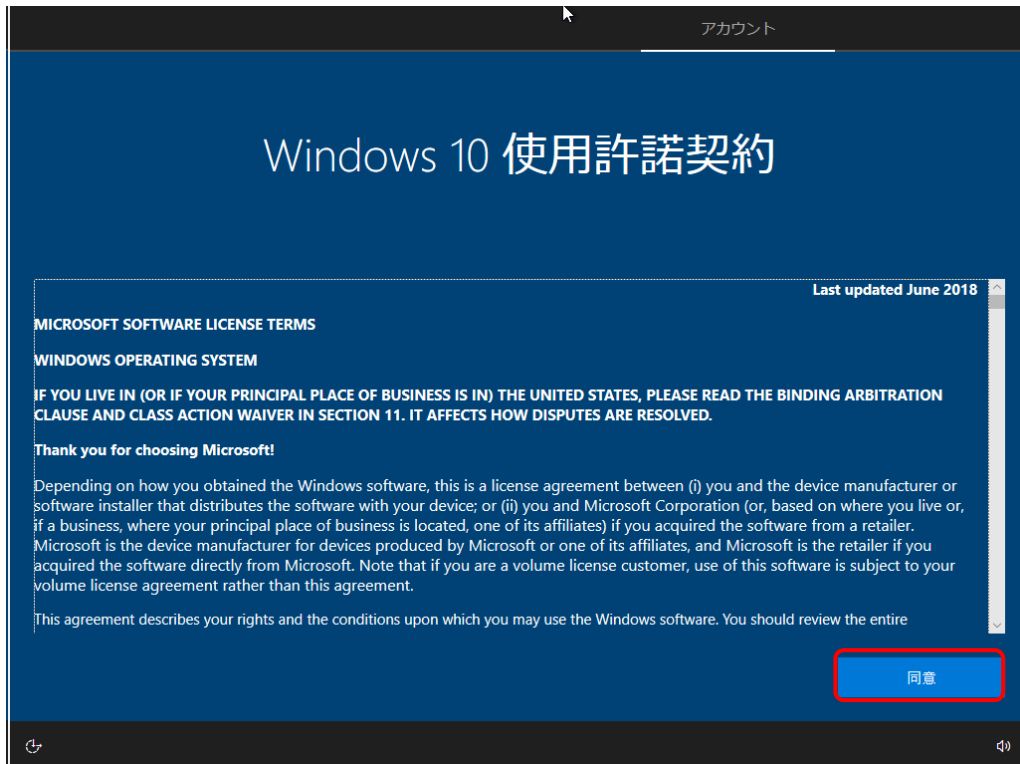 アカウント
Windows 10 使用許諾契約
Last updated June 2018
MICROSOFT SOFTWARE LICENSE TERMS
WINDOWS OPERATING SYSTEM
IF YOU LIVE IN (OR IF YOUR PRINCIPAL PLACE OF BUSINESS IS IN) THE UNITED STATES, PLEASE READ THE BINDING ARBITRATION
CLAUSE AND CLASS ACTION WAIVER IN SECTION 11. IT AFFECTS HOW DISPUTES ARE RESOLVED.
Thank you for choosing Microsoft!
Depending on how you obtained the Windows software, this is a license agreement between (i) you and the device manufacturer or
software installer that distributes the software with your device; or (ii) you and Microsoft Corporation (or, based on where you live or,
if a business, where your principal place of business is located, one of its affiliates) if you acquired the software from a retailer.
Microsoft is the device manufacturer for devices produced by Microsoft or one of its affiliates, and Microsoft is the retailer if you
acquired the software directly from Microsoft. Note that if you are a volume license customer, use of this software is subject to your
volume license agreement rather than this agreement.
This agreement describes your rights and the conditions upon which you may use the Windows software. You should review the entire
同意